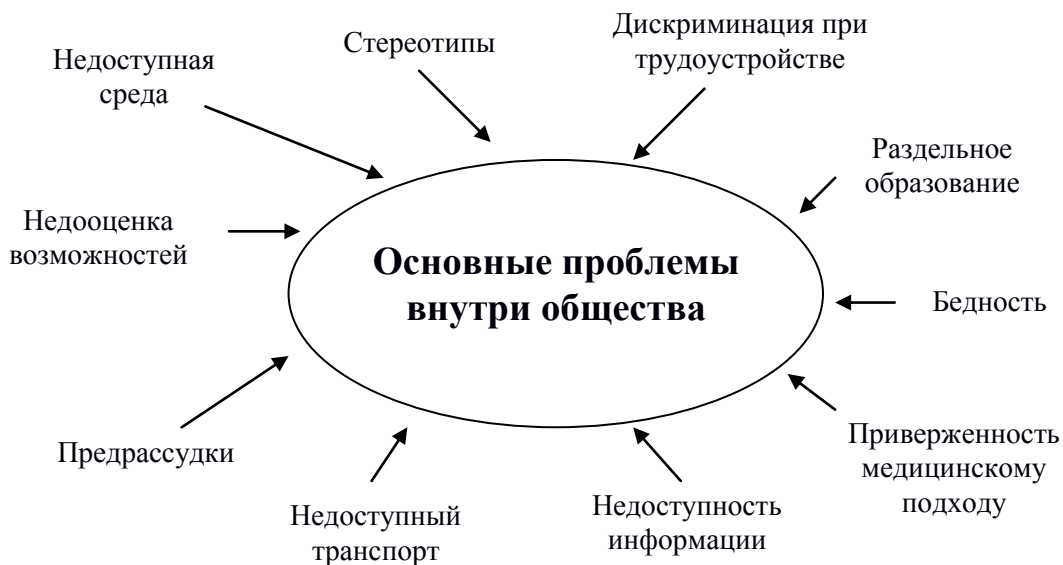 Недоступная
среда
Стереотипы
Дискриминация при
трудоустройстве
Раздельное
образование
Недооценка
возможностей
Основные проблемы
внутри общества
Бедность
Предрассудки
Приверженность
медицинскому
подходу
Недоступный
транспорт
Недоступность
информации